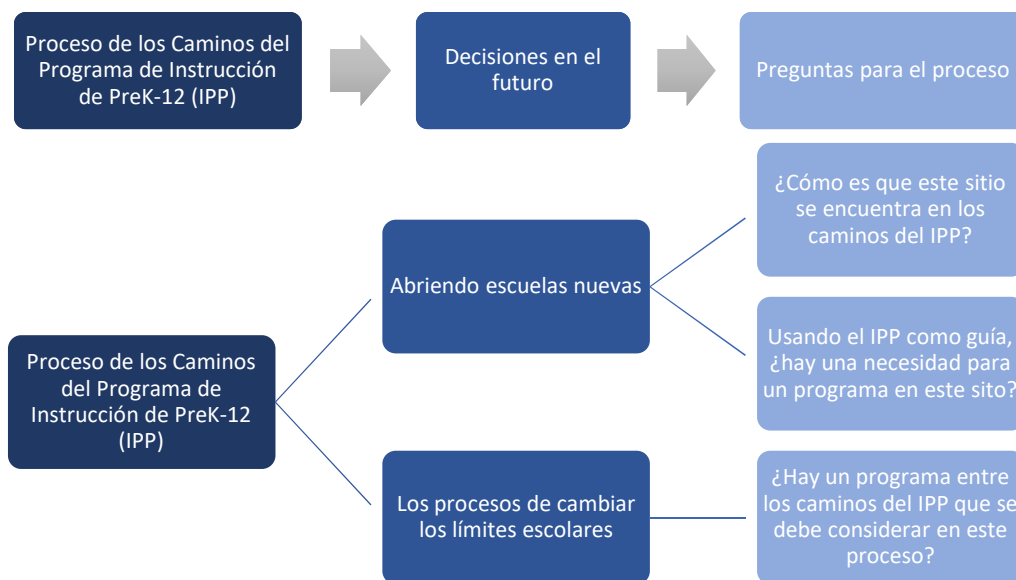 Proceso de los Caminos del
Programa de Instrucción
de PreK-12 (IPP)
Decisiones en el
futuro
Preguntas para el proceso
¿Cómo es que este sitio
se encuentra en los
caminos del IPP?
Abriendo escuelas nuevas
Usando el IPP como guía,
¿hay una necesidad para
un programa en este sito?
Proceso de los Caminos
del Programa de
Instrucción de PreK-12
(IPP)
Los procesos de cambiar
los límites escolares
¿Hay un programa entre
los caminos del IPP que se
debe considerar en este
proceso?